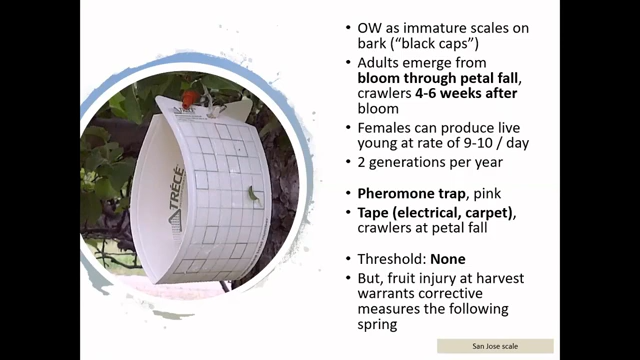 • OW as immature scales on
bark (“black caps”)
• Adults emerge from
bloom through petal fall,
crawlers 4-6 weeks after
bloom
• Females can produce live
young at rate of 9-10 / day
• 2 generations per year
• Pheromone trap, pink
• Tape (electrical, carpet),
crawlers at petal fall
• Threshold: None
• But, fruit injury at harvest
warrants corrective
measures the following
spring
San Jose scale
TRÉCÉ